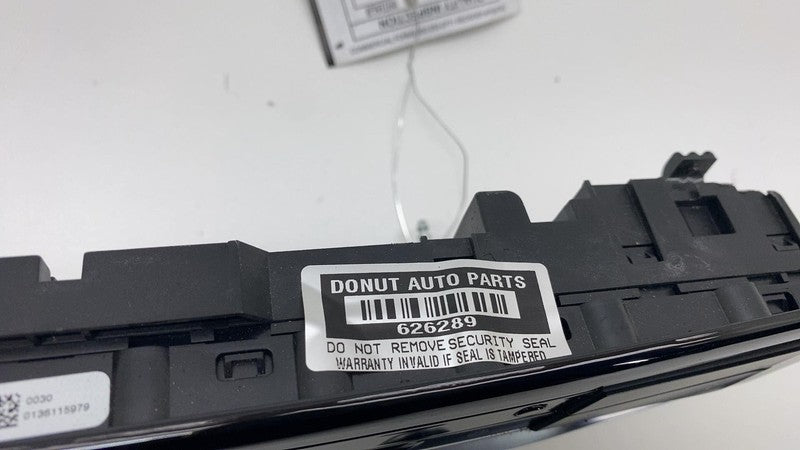 DONUT AUTO PARTS
626289
DO NOT REMOVE SECURITY SEAL
WARRANTY INVALID IF SEAL IS TAMPERED
0030
0136115979